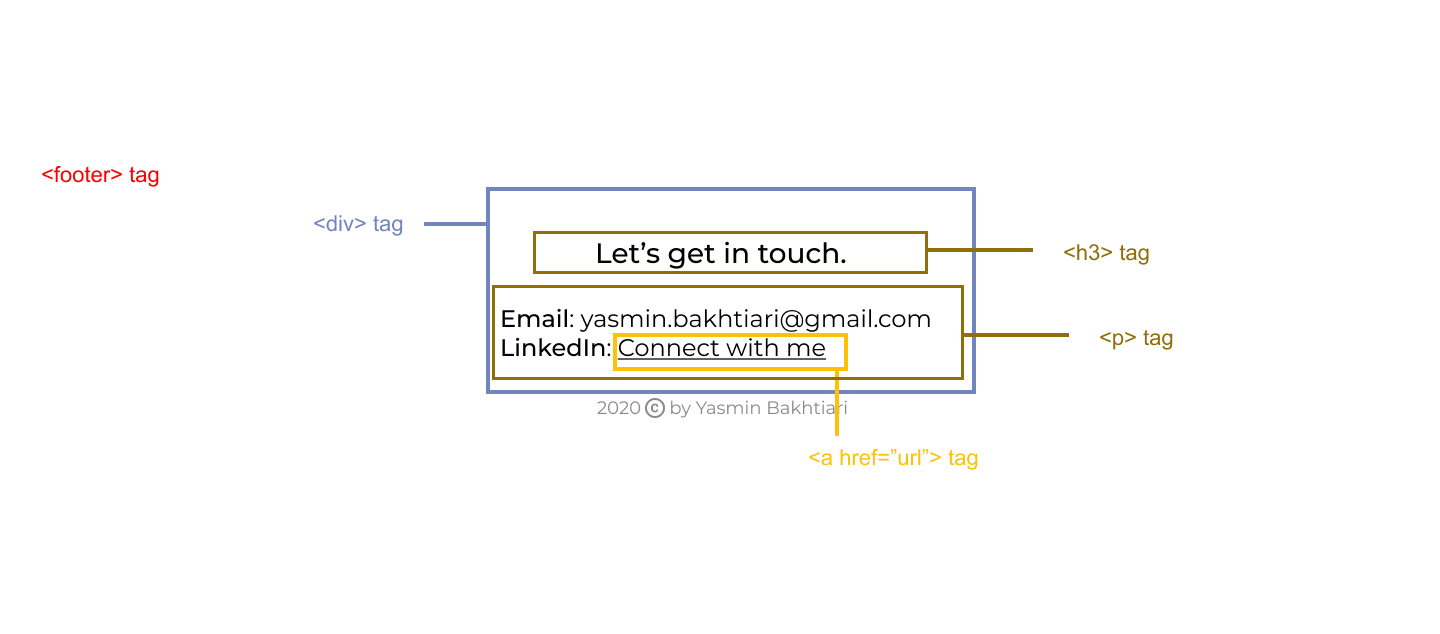 <footer> tag
<div> tag
Let's get in touch.
<h3> tag
Email: yasmin.bakhtiari@gmail.com
<p> tag
LinkedIn: Connect with me
2020 © by Yasmin Bakhtiari
<a href=”url”> tag